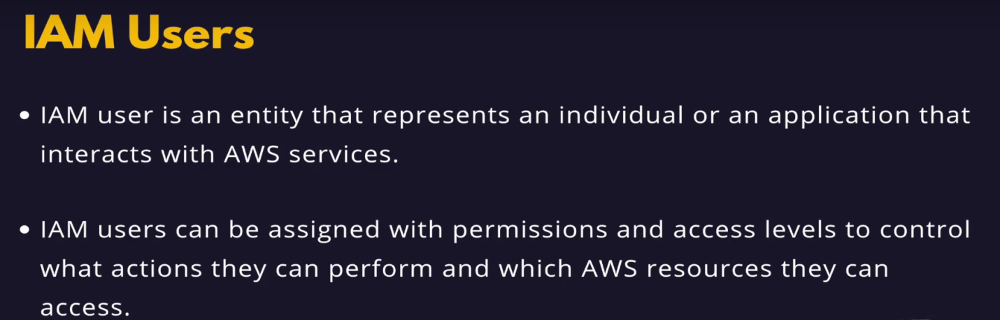 IAM Users
• IAM user is an entity that represents an individual or an application that
interacts with AWS services.
• IAM users can be assigned with permissions and access levels to control
what actions they can perform and which AWS resources they can
access.